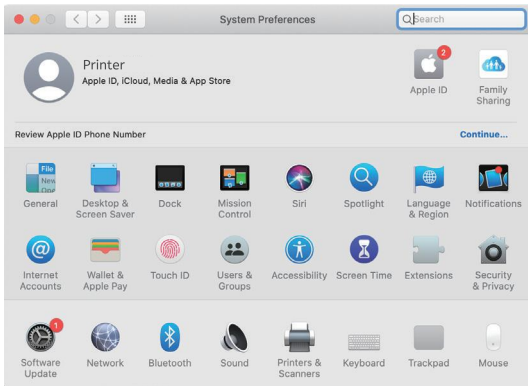 System Preferences
Search
Printer
Apple ID, iCloud, Media & App Store
2
Apple ID
Family
Sharing
Review Apple ID Phone Number
Continue...
File
New
General
Desktop &
Screen Saver
Dock
Mission
Control
Siri
Spotlight
Language
& Region
Notifications
@
Internet
Accounts
Wallet &
Apple Pay
Touch ID
Users &
Groups
Accessibility
Screen Time
Extensions
Security
& Privacy
1
Software
Update
Network
Bluetooth
Sound
Printers &
Scanners
Keyboard
Trackpad
Mouse